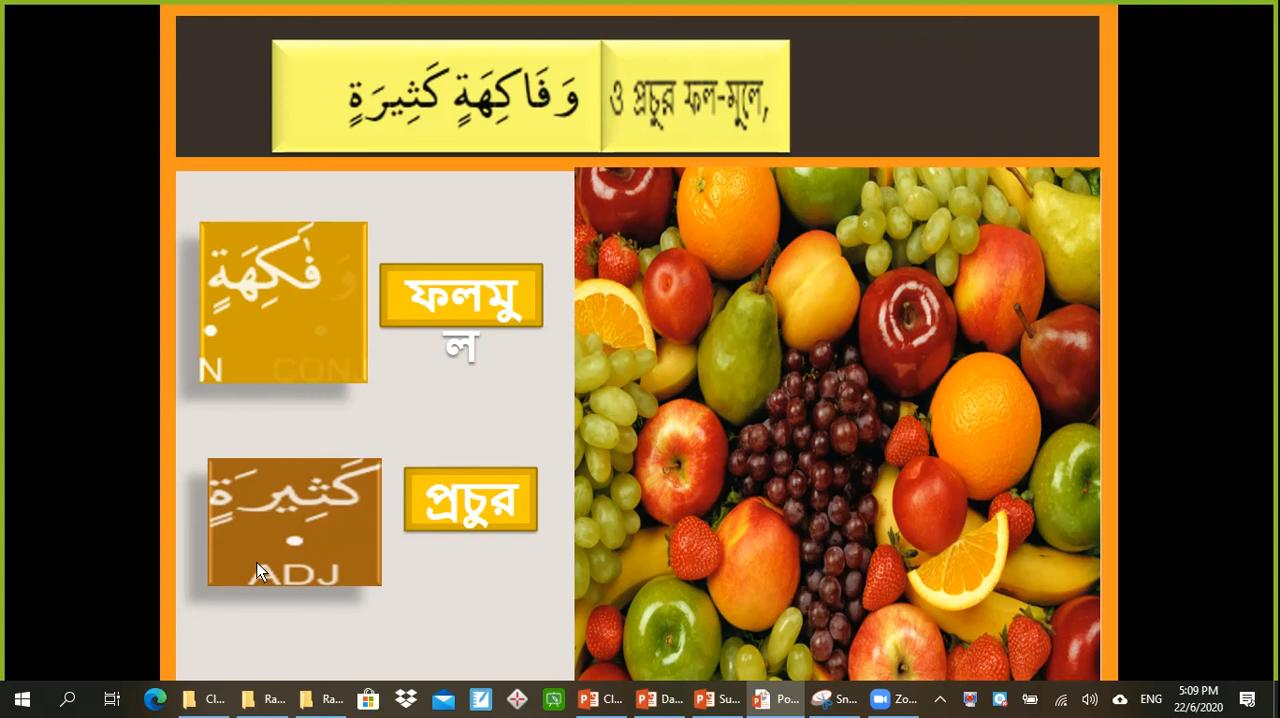 وَ فَاكِهَةٍ كَثِيرَةٍ
ও প্রচুর ফল-মূলে,
وَ فَٰكِهَةٍ
N CONJ
ফলমু
ল
كَثِيرَةٍ
ADJ
প্রচুর
Cl... Ra... Ra... Cl... Da... Su... Po... Sn... Zo... ENG
5:09 PM
22/6/2020